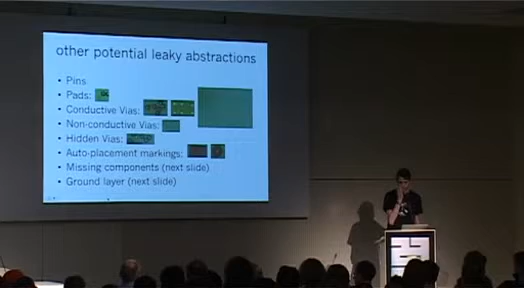 other potential leaky abstractions
• Pins
• Pads:
• Conductive Vias:
• Non-conductive Vias:
• Hidden Vias:
• Auto-placement markings:
• Missing components (next slide)
• Ground layer (next slide)